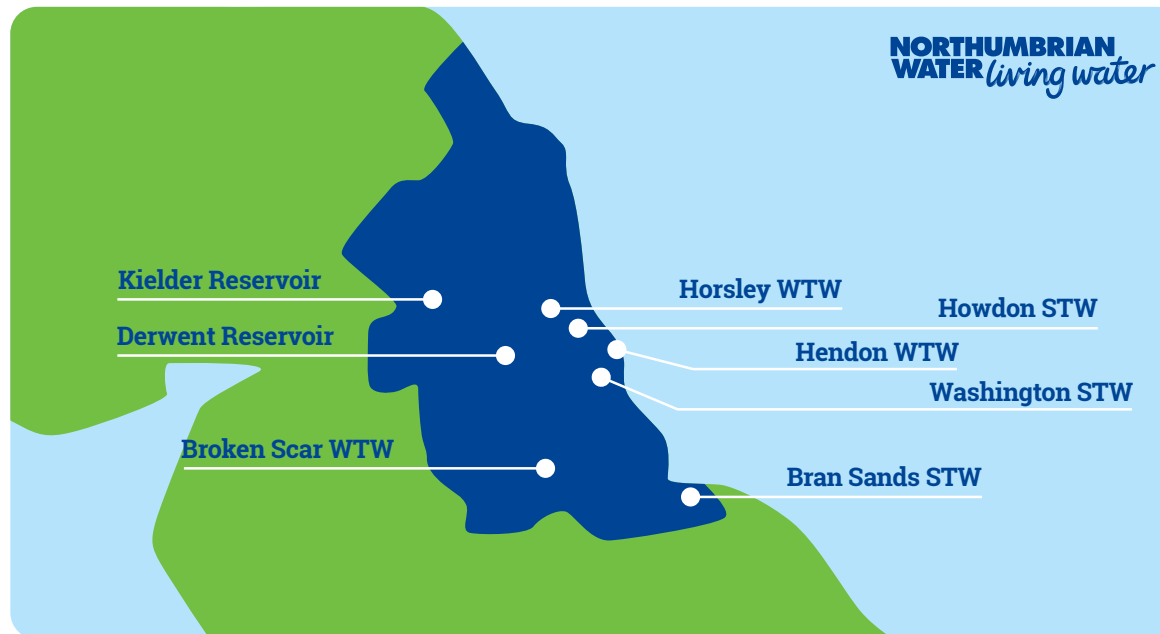 NORTHUMBRIAN
WATER living water
Kielder Reservoir
Horsley WTW
Howdon STW
Derwent Reservoir
Hendon WTW
Washington STW
Broken Scar WTW
Bran Sands STW